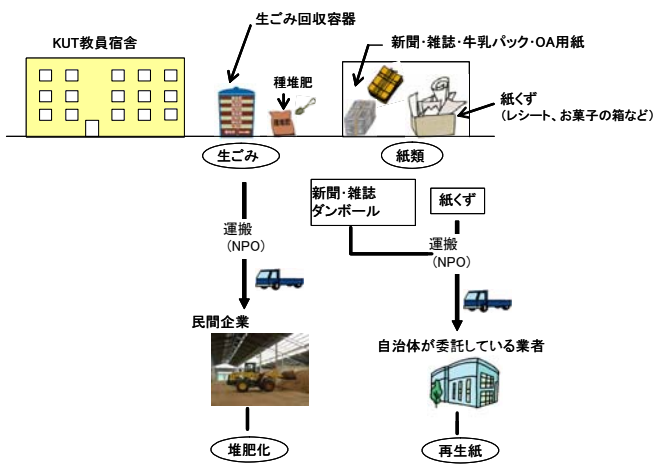 生ごみ回収容器
KUT教員宿舎
新聞･雑誌･牛乳パック･OA用紙
種堆肥
紙くず
(レシート、お菓子の箱など)
生ごみ
紙類
新聞･雑誌
ダンボール
紙くず
運搬
(NPO)
運搬
(NPO)
民間企業
自治体が委託している業者
堆肥化
再生紙